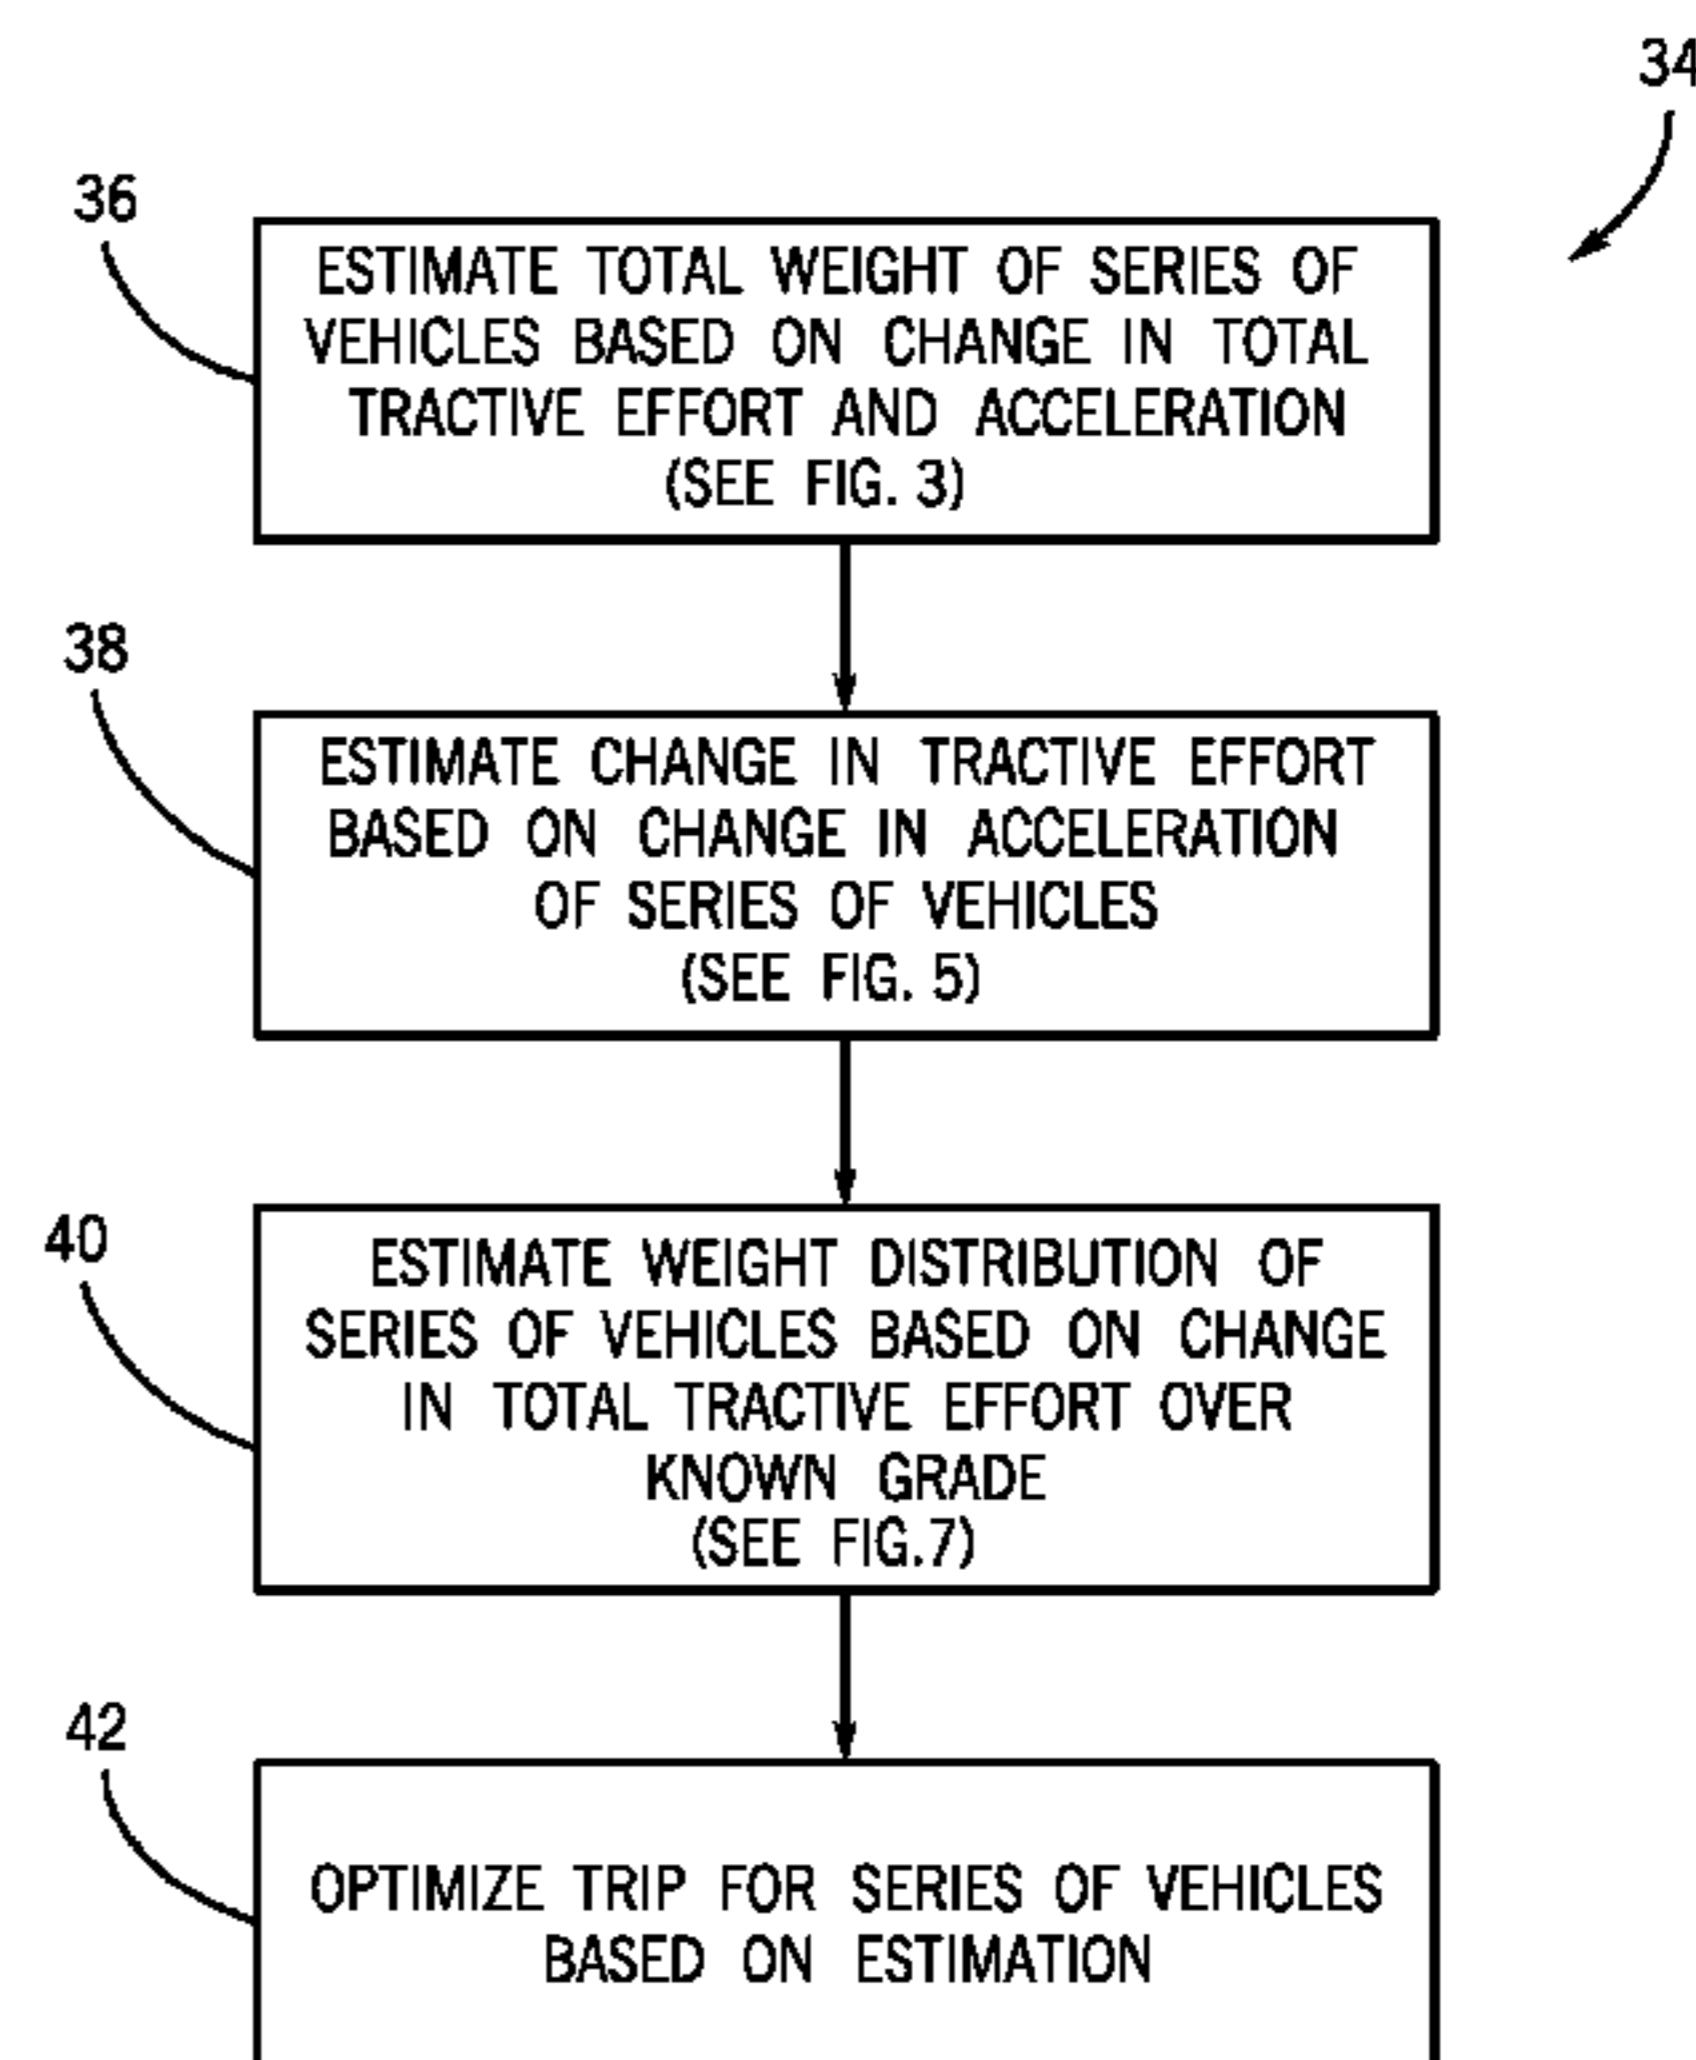 34
36
ESTIMATE TOTAL WEIGHT OF SERIES OF
VEHICLES BASED ON CHANGE IN TOTAL
TRACTIVE EFFORT AND ACCELERATION
(SEE FIG. 3)
38
ESTIMATE CHANGE IN TRACTIVE EFFORT
BASED ON CHANGE IN ACCELERATION
OF SERIES OF VEHICLES
(SEE FIG. 5)
40
ESTIMATE WEIGHT DISTRIBUTION OF
SERIES OF VEHICLES BASED ON CHANGE
IN TOTAL TRACTIVE EFFORT OVER
KNOWN GRADE
(SEE FIG.7)
42
OPTIMIZE TRIP FOR SERIES OF VEHICLES
BASED ON ESTIMATION